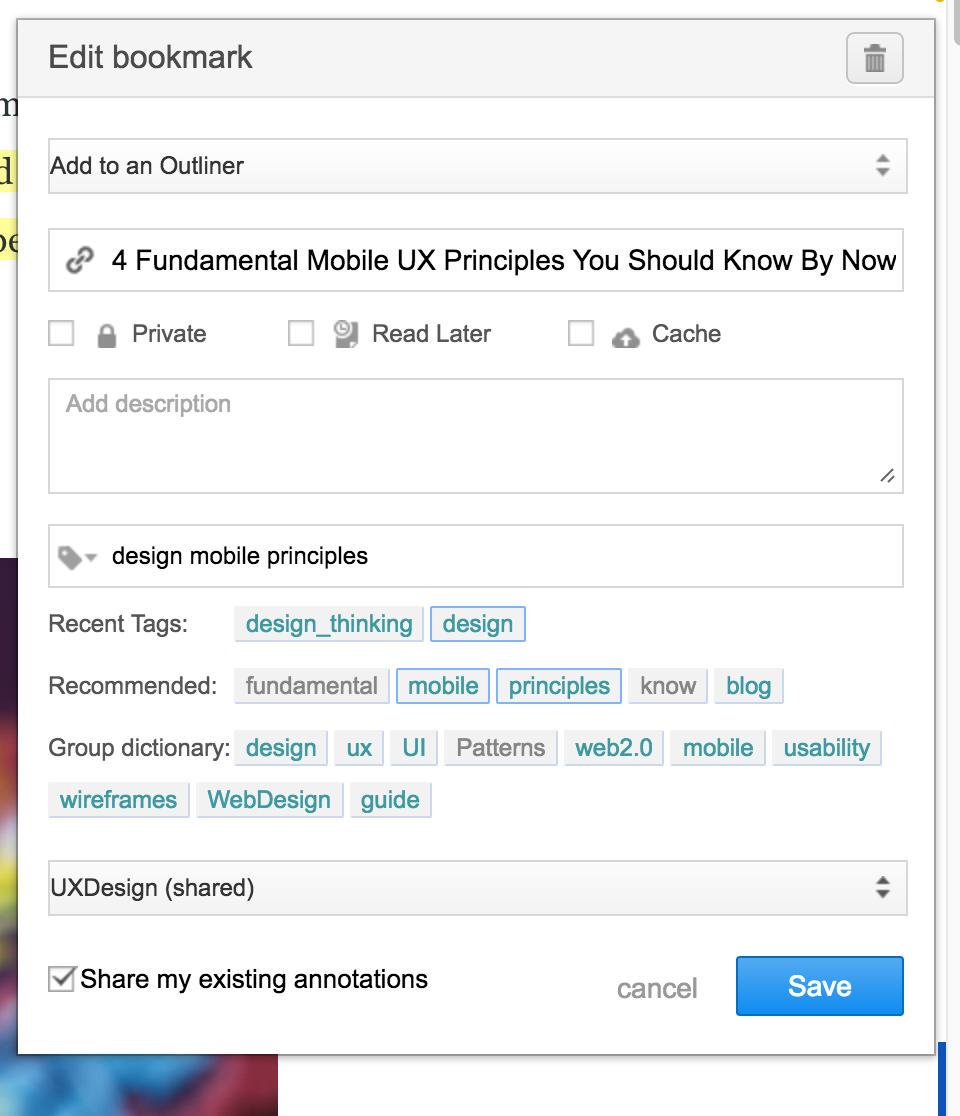 Edit bookmark
Add to an Outliner
4 Fundamental Mobile UX Principles You Should Know By Now
Private Read Later Cache
Add description
design mobile principles
Recent Tags: design_thinking design
Recommended: fundamental mobile principles know blog
Group dictionary: design ux UI Patterns web2.0 mobile usability
wireframes WebDesign guide
UXDesign (shared)
Share my existing annotations cancel Save